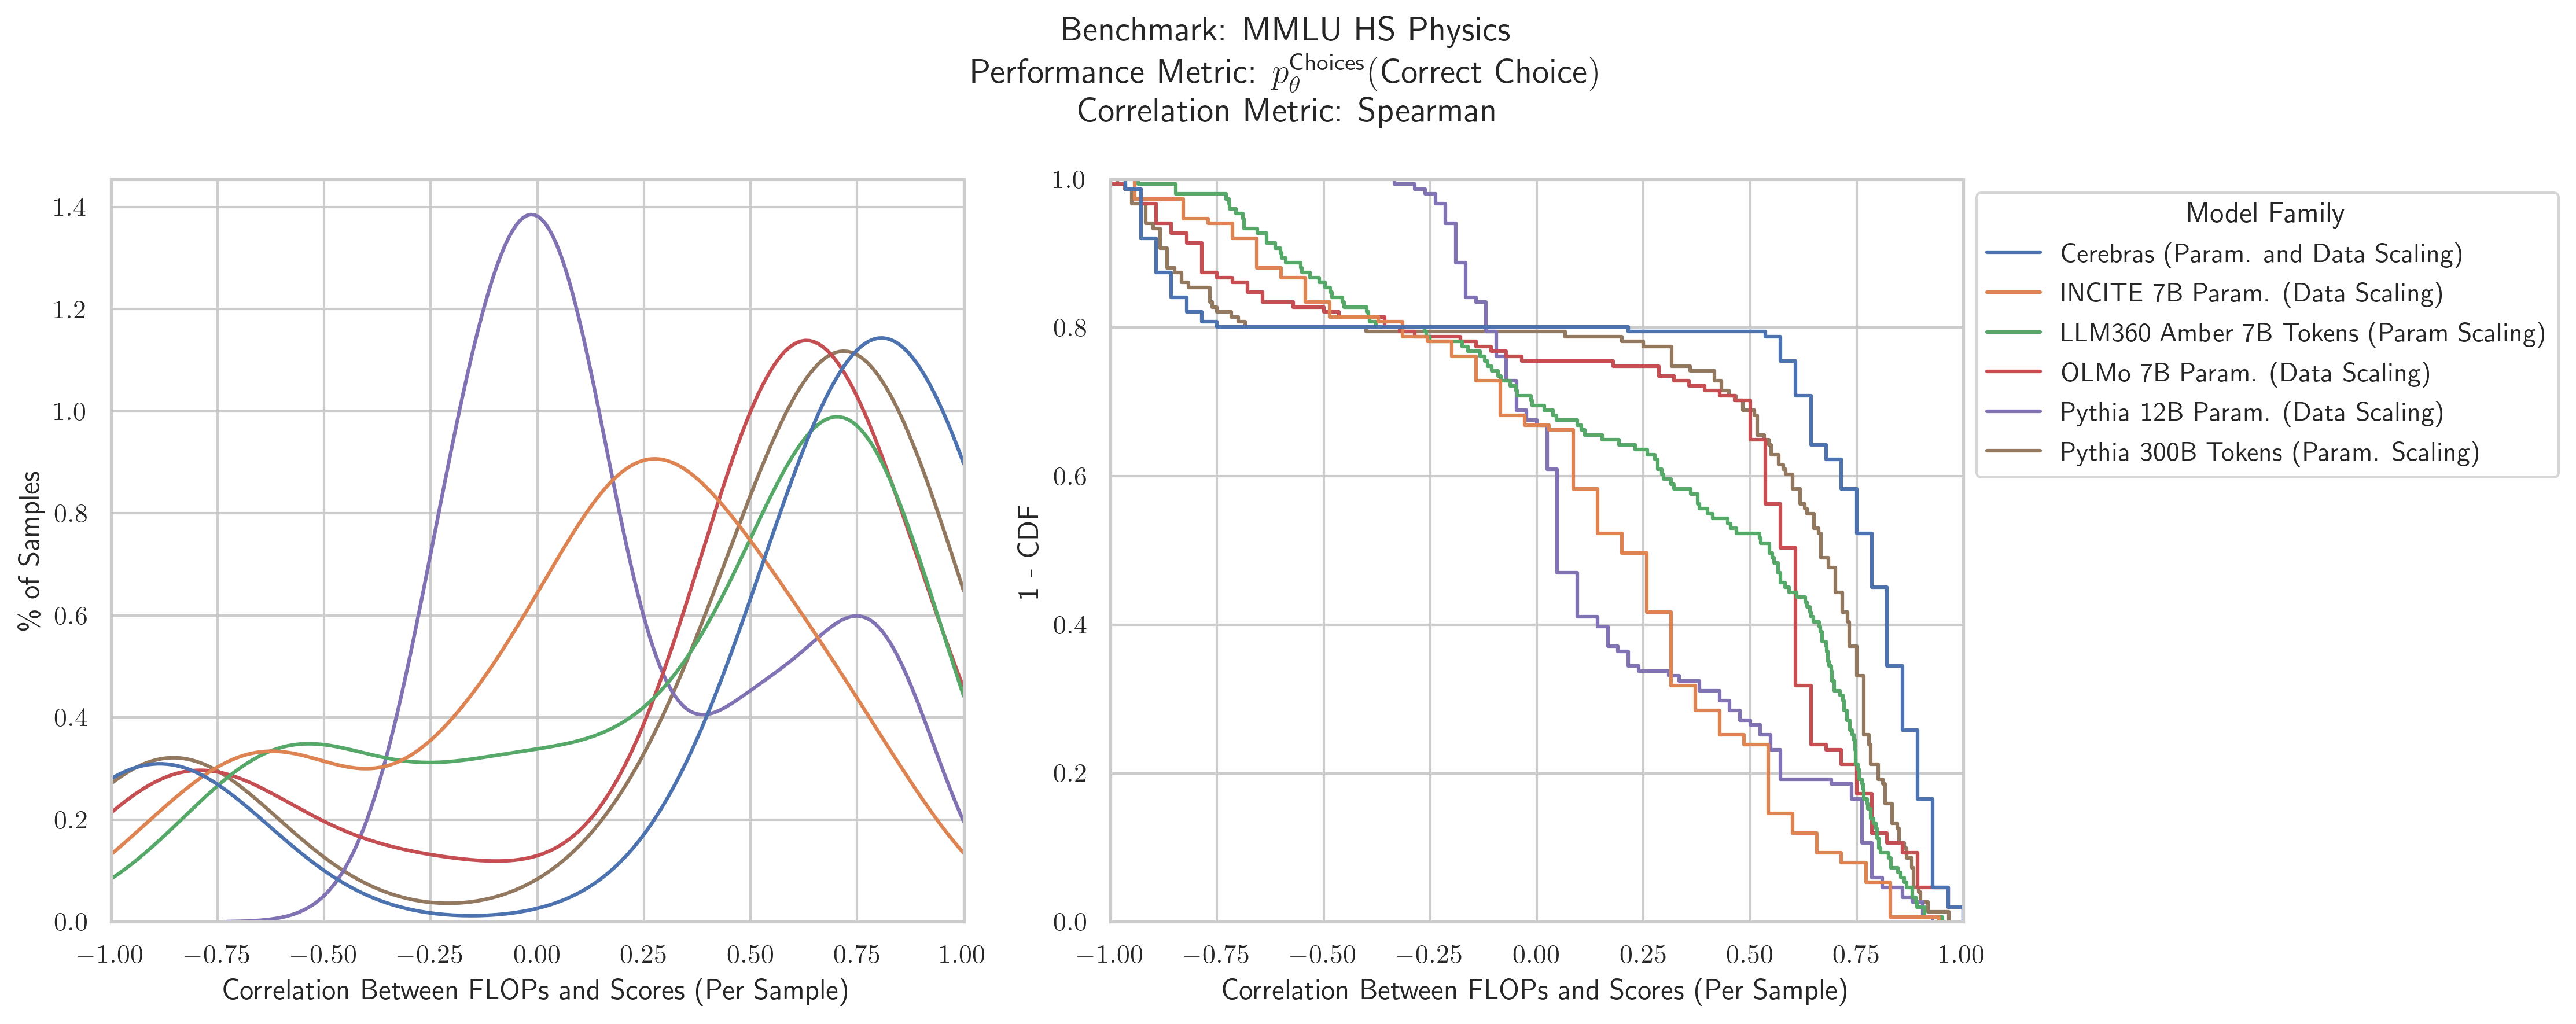 Benchmark: MMLU HS Physics
Performance Metric: $p_\theta^{\text{Choices}}$(Correct Choice)
Correlation Metric: Spearman
% of Samples
1.4
1.2
1.0
0.8
0.6
0.4
0.2
0.0
−1.00 −0.75 −0.50 −0.25 0.00 0.25 0.50 0.75 1.00
Correlation Between FLOPs and Scores (Per Sample)
1 - CDF
1.0
0.8
0.6
0.4
0.2
0.0
−1.00 −0.75 −0.50 −0.25 0.00 0.25 0.50 0.75 1.00
Correlation Between FLOPs and Scores (Per Sample)
Model Family
Cerebras (Param. and Data Scaling)
INCITE 7B Param. (Data Scaling)
LLM360 Amber 7B Tokens (Param Scaling)
OLMo 7B Param. (Data Scaling)
Pythia 12B Param. (Data Scaling)
Pythia 300B Tokens (Param. Scaling)